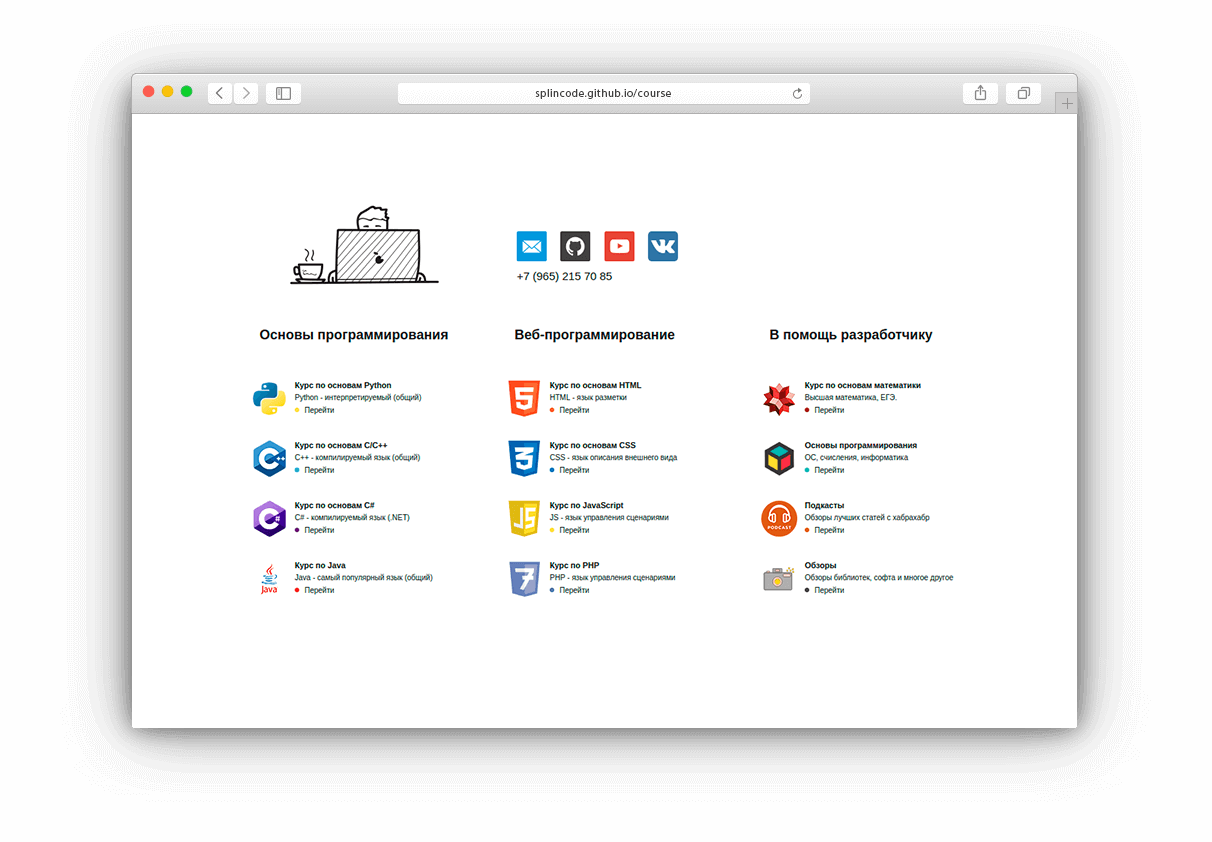 splincode.github.io/course
+7 (965) 215 70 85
Основы программирования
Курс по основам Python
Python - интерпретируемый (общий)
Перейти
Курс по основам C/C++
C++ - компилируемый язык (общий)
Перейти
Курс по основам C#
C# - компилируемый язык (.NET)
Перейти
Java
Курс по Java
Java - самый популярный язык (общий)
Перейти
Веб-программирование
5
Курс по основам HTML
HTML - язык разметки
Перейти
3
Курс по основам CSS
CSS - язык описания внешнего вида
Перейти
JS
Курс по JavaScript
JS - язык управления сценариями
Перейти
7
Курс по PHP
PHP - язык управления сценариями
Перейти
В помощь разработчику
Курс по основам математики
Высшая математика, ЕГЭ.
Перейти
Основы программирования
ОС, счисления, информатика
Перейти
PODCAST
Подкасты
Обзоры лучших статей с хабрахабр
Перейти
Обзоры
Обзоры библиотек, софта и многое другое
Перейти